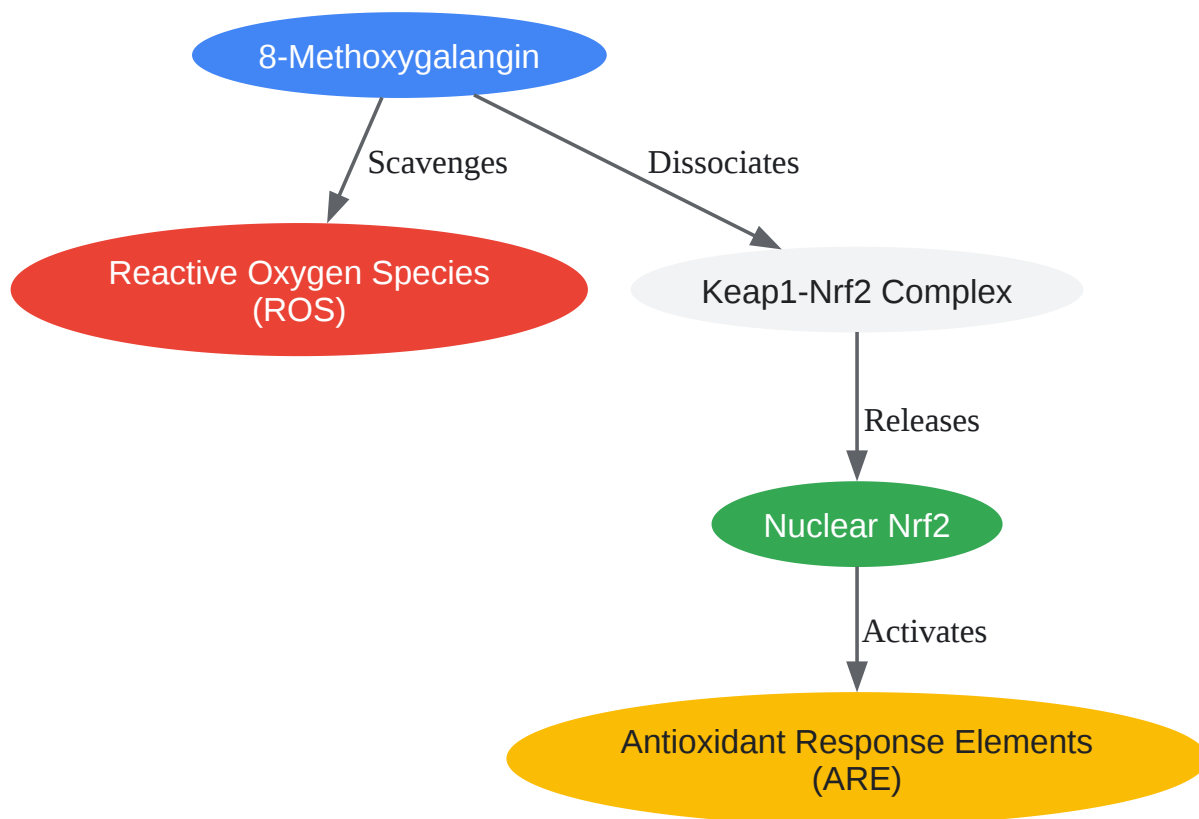 8-Methoxygalangin
Scavenges
Dissociates
Reactive Oxygen Species
(ROS)
Keap1-Nrf2 Complex
Releases
Nuclear Nrf2
Activates
Antioxidant Response Elements
(ARE)